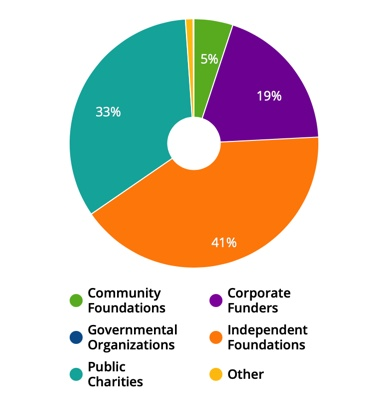 5%
19%
33%
41%
Community
Foundations
Corporate
Funders
Governmental
Organizations
Independent
Foundations
Public
Charities
Other